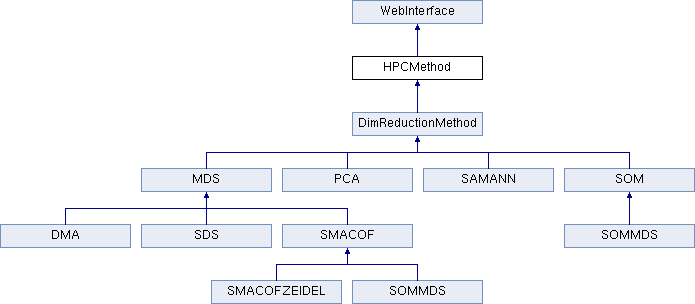 WebInterface
HPCMethod
DimReductionMethod
MDS
PCA
SAMANN
SOM
DMA
SDS
SMACOF
SOMMDS
SMACOFZEIDEL
SOMMDS